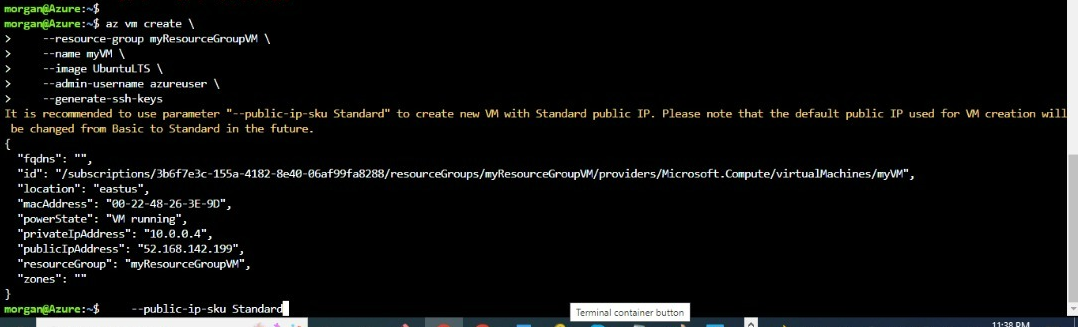 morgan@Azure:~$
morgan@Azure:~$ az vm create \
>     --resource-group myResourceGroupVM \
>     --name myVM \
>     --image UbuntuLTS \
>     --admin-username azureuser \
>     --generate-ssh-keys
It is recommended to use parameter "--public-ip-sku Standard" to create new VM with Standard public IP. Please note that the default public IP used for VM creation will
 be changed from Basic to Standard in the future.
{
  "fqdns": "",
  "id": "/subscriptions/3b6f7e3c-155a-4182-8e40-06af99fa8288/resourceGroups/myResourceGroupVM/providers/Microsoft.Compute/virtualMachines/myVM",
  "location": "eastus",
  "macAddress": "00-22-48-26-3E-9D",
  "powerState": "VM running",
  "privateIpAddress": "10.0.0.4",
  "publicIpAddress": "52.168.142.199",
  "resourceGroup": "myResourceGroupVM",
  "zones": ""
}
morgan@Azure:~$     --public-ip-sku Standard
Terminal container button
11:38 PM